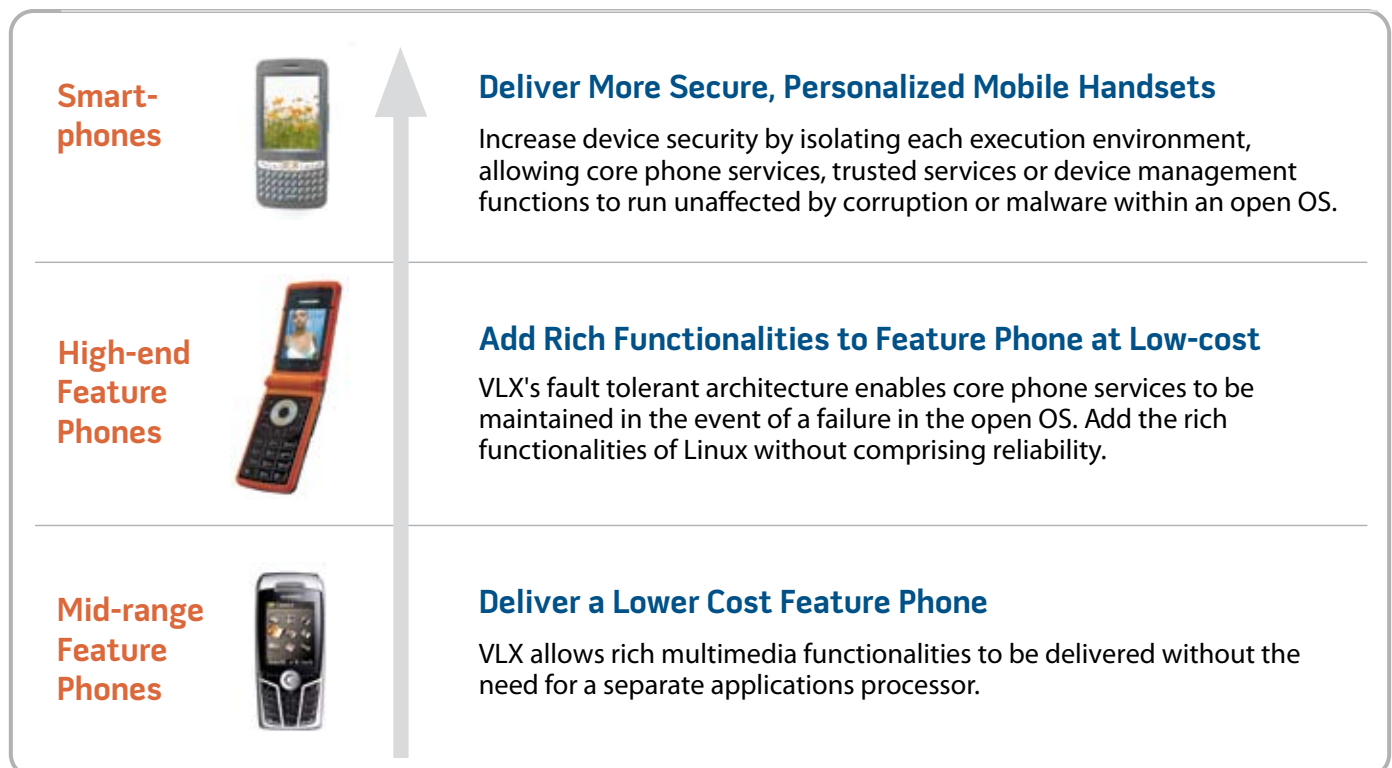 Smart-
phones
Deliver More Secure, Personalized Mobile Handsets
Increase device security by isolating each execution environment,
allowing core phone services, trusted services or device management
functions to run unaffected by corruption or malware within an open OS.
High-end
Feature
Phones
Add Rich Functionalities to Feature Phone at Low-cost
VLX's fault tolerant architecture enables core phone services to be
maintained in the event of a failure in the open OS. Add the rich
functionalities of Linux without comprising reliability.
Mid-range
Feature
Phones
Deliver a Lower Cost Feature Phone
VLX allows rich multimedia functionalities to be delivered without the
need for a separate applications processor.